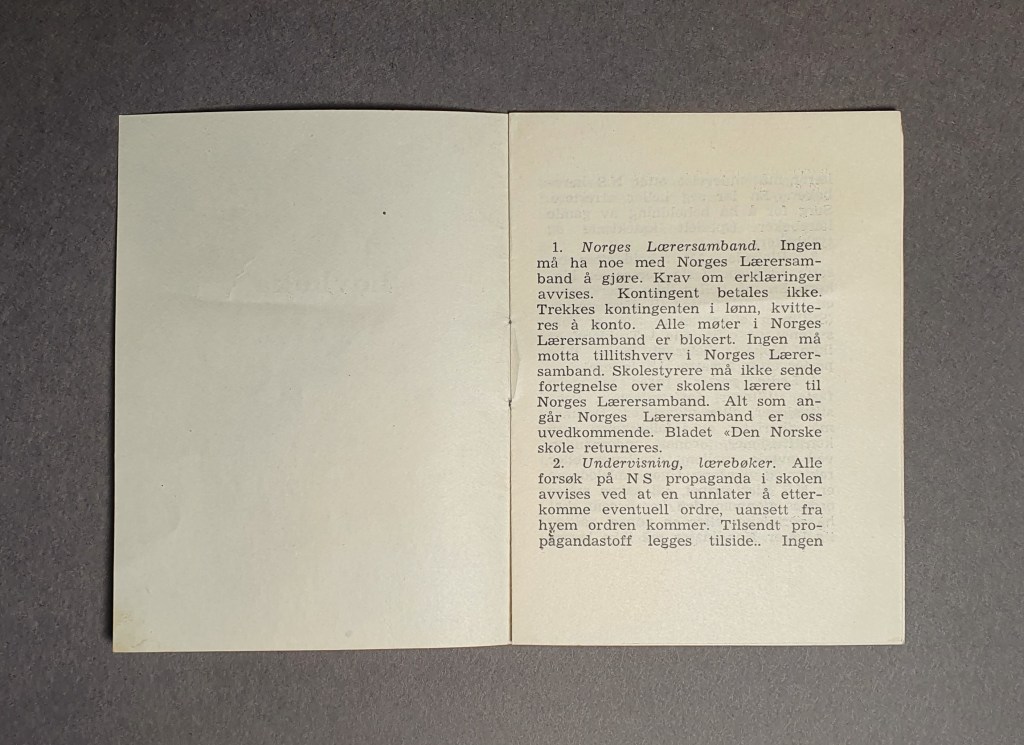 1. Norges Lærersamband. Ingen
må ha noe med Norges Lærersam-
band å gjøre. Krav om erklæringer
avvises. Kontingent betales ikke.
Trekkes kontingenten i lønn, kvitte-
res à konto. Alle møter i Norges
Lærersamband er blokert. Ingen må
motta tillitshverv i Norges Lærer-
samband. Skolestyrere må ikke sende
fortegnelse over skolens lærere til
Norges Lærersamband. Alt som an-
går Norges Lærersamband er oss
uvedkommende. Bladet «Den Norske
skole returneres.
2. Undervisning, lærebøker. Alle
forsøk på NS propaganda i skolen
avvises ved at en unnlater å etter-
komme eventuell ordre, uansett fra
hvem ordren kommer. Tilsendt pro-
pagandastoff legges tilside.. Ingen